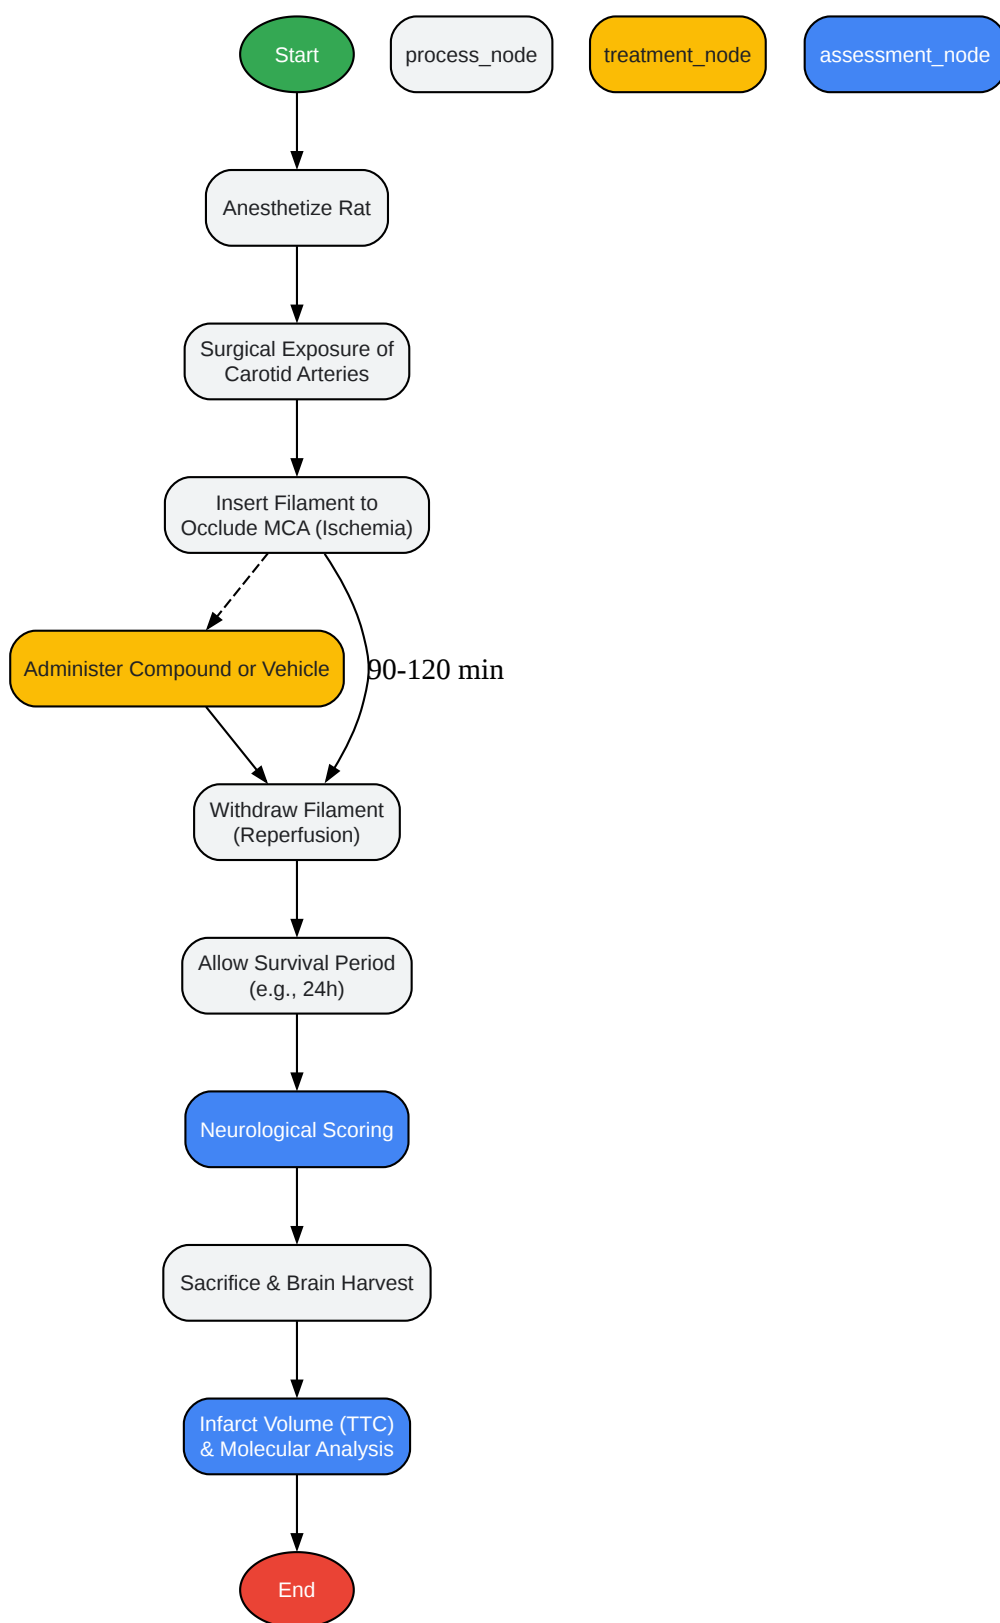 Start
process_node
treatment_node
assessment_node
Anesthetize Rat
Surgical Exposure of
Carotid Arteries
Insert Filament to
Occlude MCA (Ischemia)
Administer Compound or Vehicle
90-120 min
Withdraw Filament
(Reperfusion)
Allow Survival Period
(e.g., 24h)
Neurological Scoring
Sacrifice & Brain Harvest
Infarct Volume (TTC)
& Molecular Analysis
End